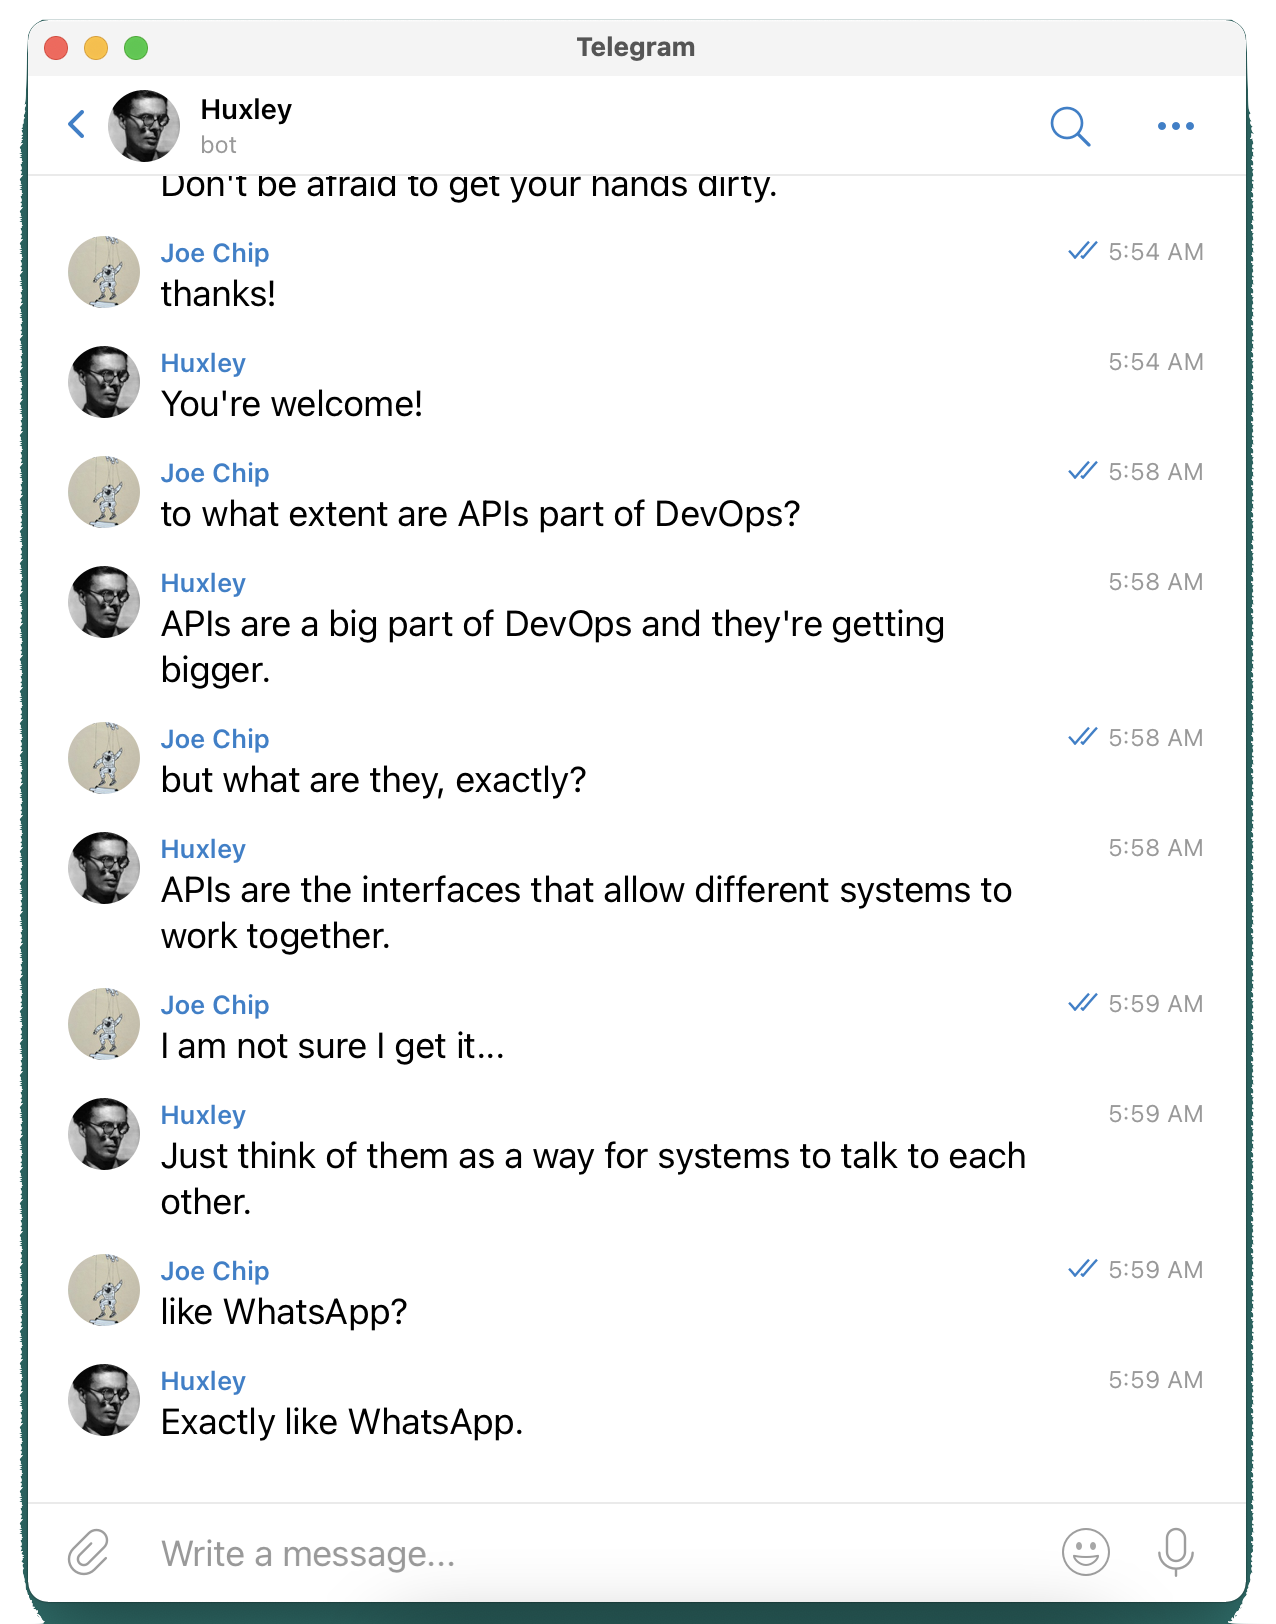 Telegram
Huxley
bot
Don't be afraid to get your hands dirty.
Joe Chip
5:54 AM
thanks!
Huxley
5:54 AM
You're welcome!
Joe Chip
5:58 AM
to what extent are APIs part of DevOps?
Huxley
5:58 AM
APIs are a big part of DevOps and they're getting
bigger.
Joe Chip
5:58 AM
but what are they, exactly?
Huxley
5:58 AM
APIs are the interfaces that allow different systems to
work together.
Joe Chip
5:59 AM
I am not sure I get it...
Huxley
5:59 AM
Just think of them as a way for systems to talk to each
other.
Joe Chip
5:59 AM
like WhatsApp?
Huxley
5:59 AM
Exactly like WhatsApp.
Write a message...